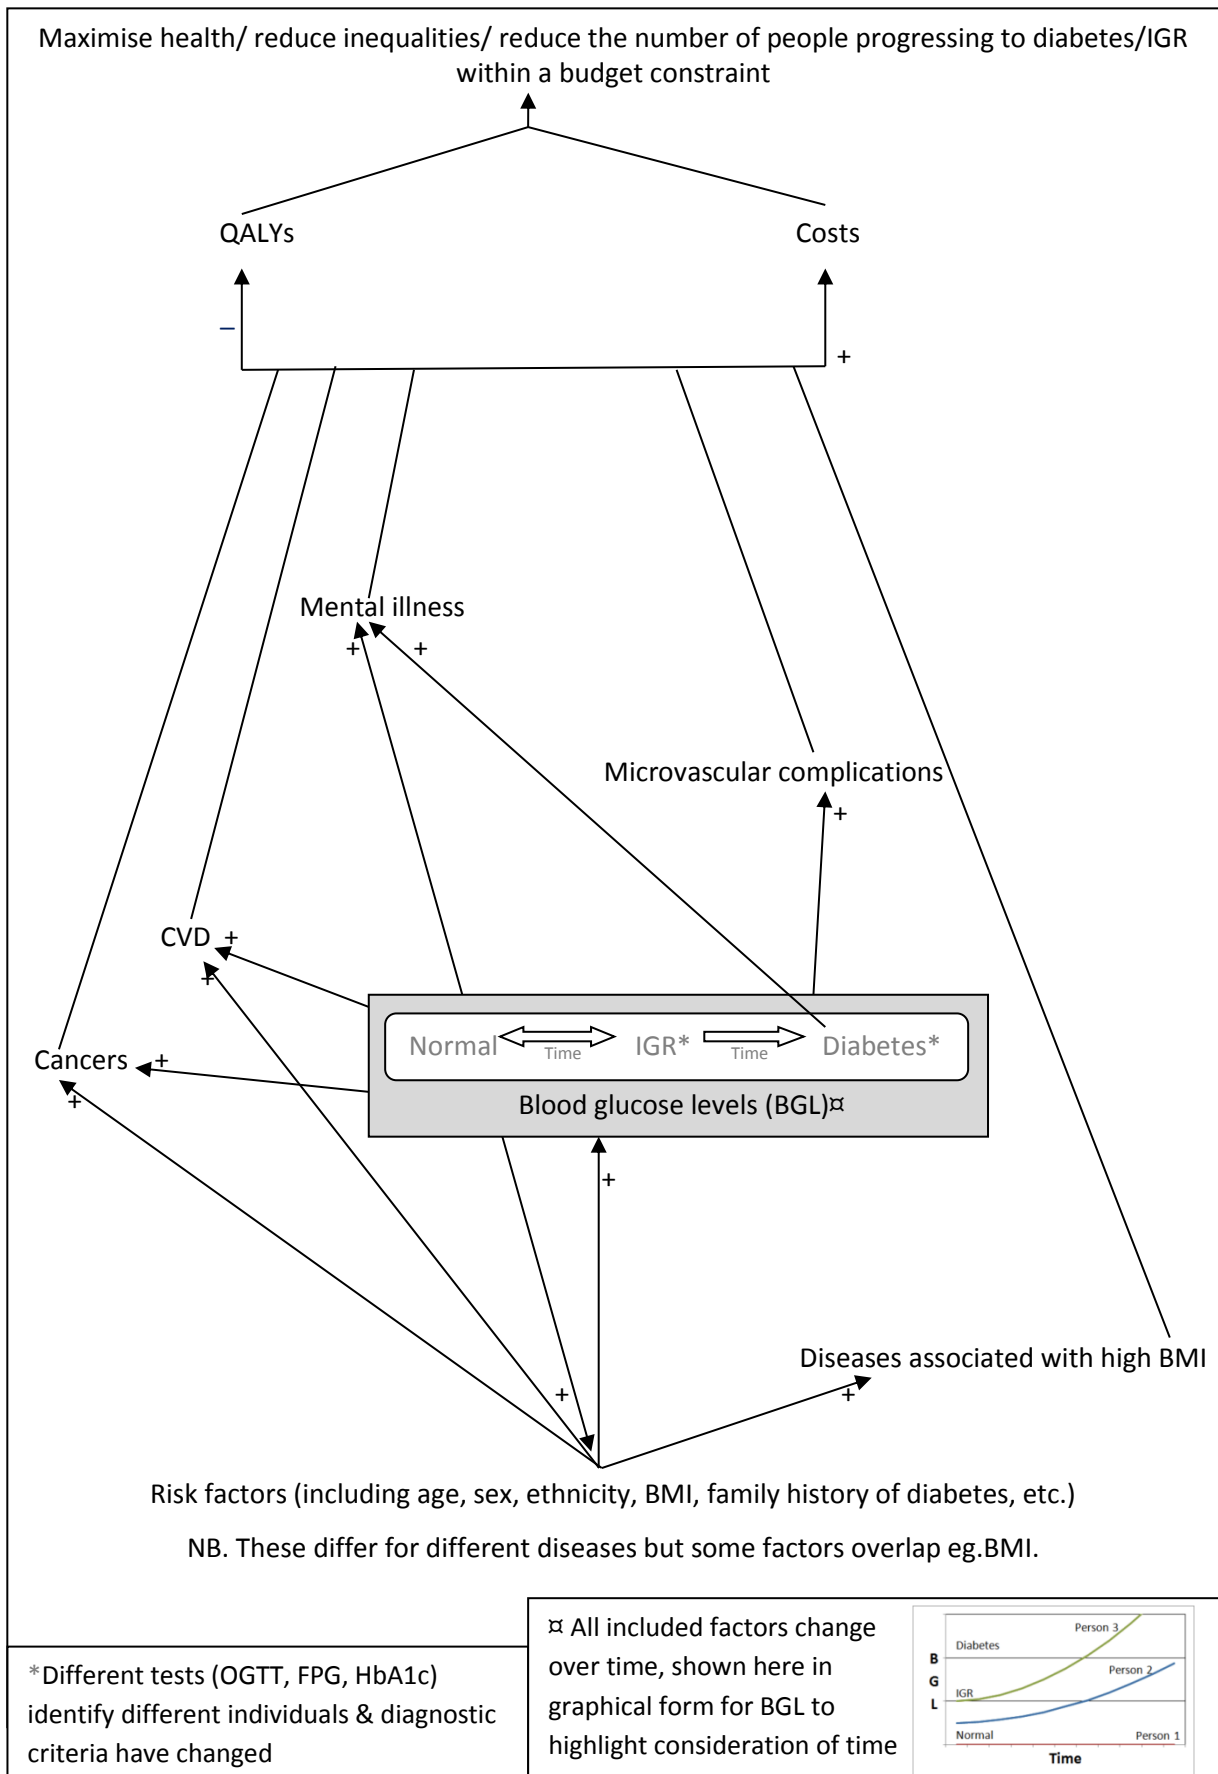 Maximise health/ reduce inequalities/ reduce the number of people progressing to diabetes/IGR
within a budget constraint
QALYs
Costs
–
+
Mental illness
+
+
Microvascular complications
+
CVD
+
+
Normal
Time
IGR*
Time
Diabetes*
Cancers
+
+
Blood glucose levels (BGL)¤
+
Diseases associated with high BMI
+
+
Risk factors (including age, sex, ethnicity, BMI, family history of diabetes, etc.)
NB. These differ for different diseases but some factors overlap eg.BMI.
*Different tests (OGTT, FPG, HbA1c)
identify different individuals & diagnostic
criteria have changed
¤ All included factors change
over time, shown here in
graphical form for BGL to
highlight consideration of time
Person 3
Diabetes
B
Person 2
G
IGR
L
Normal
Person 1
Time